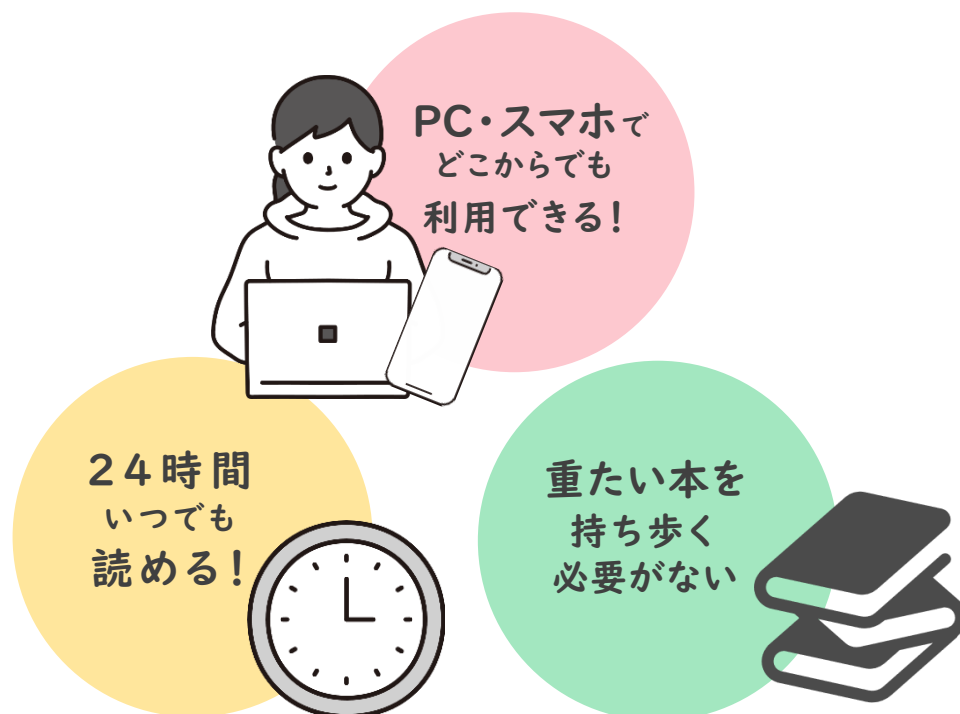 PC・スマホで
どこからでも
利用できる!
24時間
いつでも
読める!
重たい本を
持ち歩く
必要がない